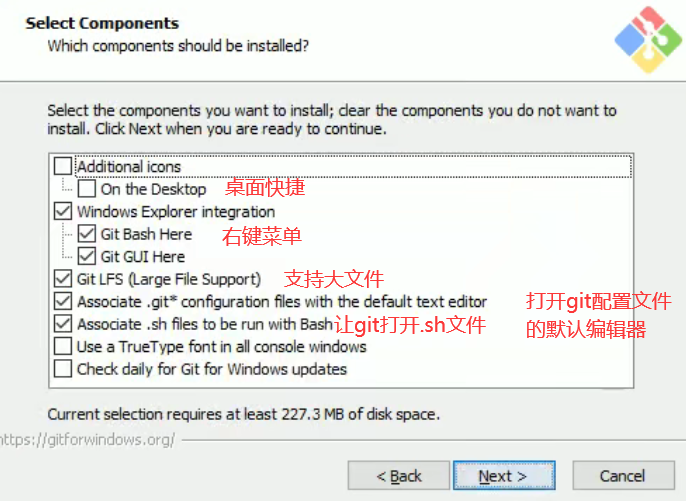 Select Components
Which components should be installed?
Select the components you want to install; clear the components you do not want to
install. Click Next when you are ready to continue.
Additional icons
On the Desktop 桌面快捷
Windows Explorer integration
Git Bash Here 右键菜单
Git GUI Here
Git LFS (Large File Support) 支持大文件
Associate .git* configuration files with the default text editor 打开git配置文件
的默认编辑器
Associate .sh files to be run with Bash 让git打开.sh文件
Use a TrueType font in all console windows
Check daily for Git for Windows updates
Current selection requires at least 227.3 MB of disk space.
https://gitforwindows.org/
< Back Next > Cancel